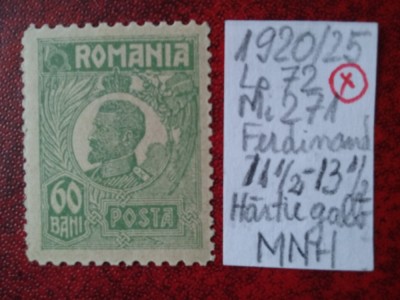 ROMANIA
60
BANI
POSTA
1920/25
Lp 72 x
Mi 271
Ferdinand
11 1/2-13 1/2
Hârtie galb
MNH